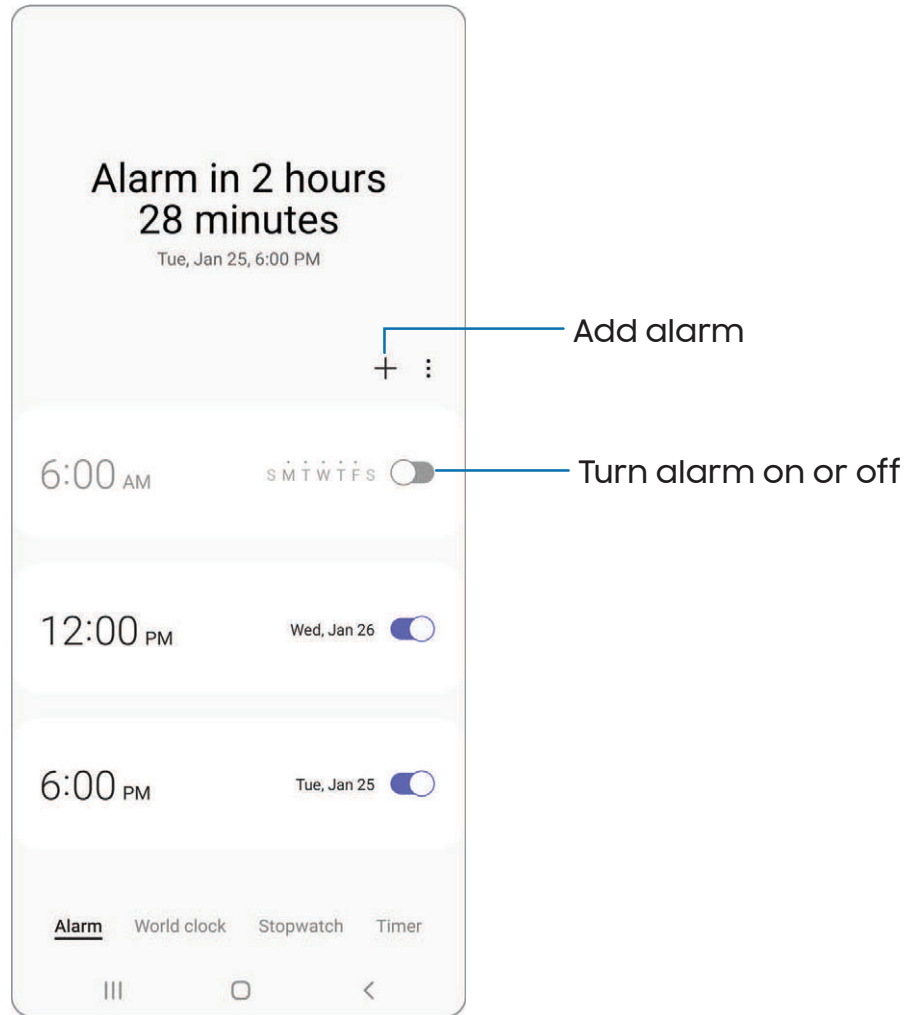 Alarm in 2 hours
28 minutes
Tue, Jan 25, 6:00 PM
Add alarm
6:00 AM
S M T W T F S
Turn alarm on or off
12:00 PM
Wed, Jan 26
6:00 PM
Tue, Jan 25
Alarm World clock Stopwatch Timer